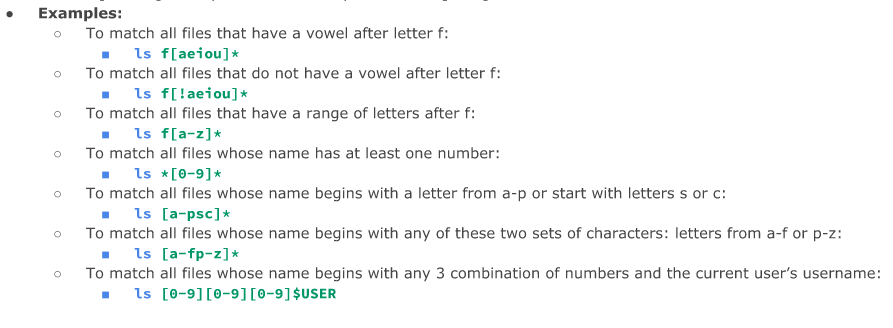 ● Examples:
○ To match all files that have a vowel after letter f:
■ ls f[aeiou]*
○ To match all files that do not have a vowel after letter f:
■ ls f[!aeiou]*
○ To match all files that have a range of letters after f:
■ ls f[a-z]*
○ To match all files whose name has at least one number:
■ ls *[0-9]*
○ To match all files whose name begins with a letter from a-p or start with letters s or c:
■ ls [a-psc]*
○ To match all files whose name begins with any of these two sets of characters: letters from a-f or p-z:
■ ls [a-fp-z]*
○ To match all files whose name begins with any 3 combination of numbers and the current user's username:
■ ls [0-9][0-9][0-9]$USER